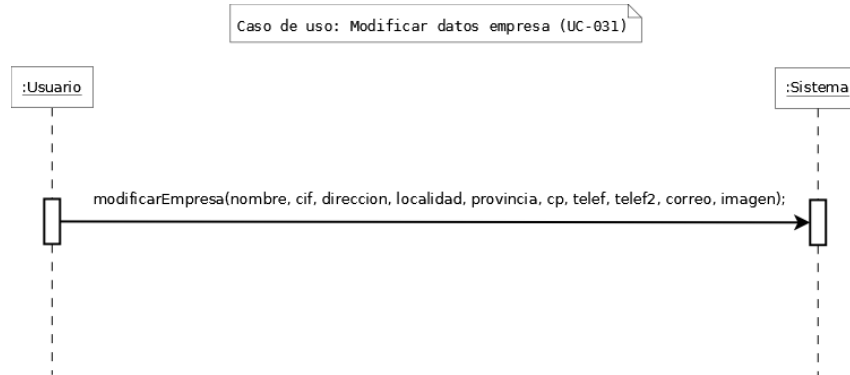 Caso de uso: Modificar datos empresa (UC-031)
:Usuario
:Sistema
modificarEmpresa(nombre, cif, direccion, localidad, provincia, cp, telef, telef2, correo, imagen);